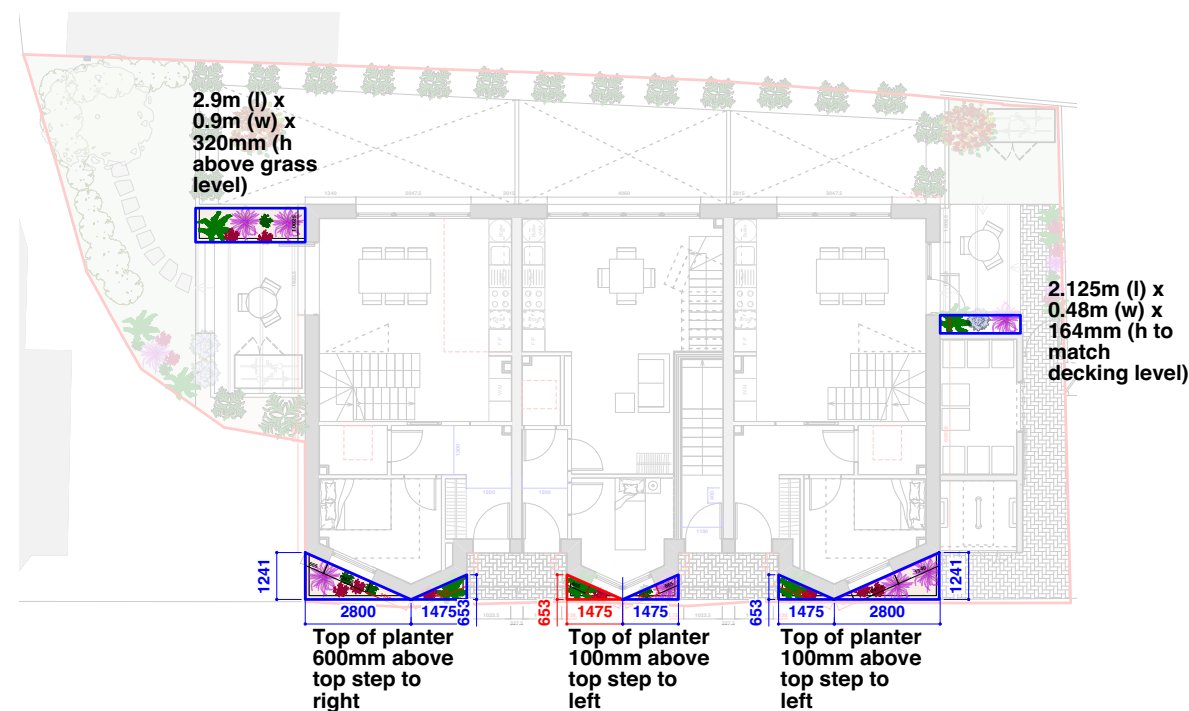 2.9m (l) x
0.9m (w) x
320mm (h
above grass
level)
2.125m (l) x
0.48m (w) x
164mm (h to
match
decking level)
1241
2800
1475
653
653
1475
1475
653
1475
2800
1241
Top of planter
600mm above
top step to
right
Top of planter
100mm above
top step to
left
Top of planter
100mm above
top step to
left